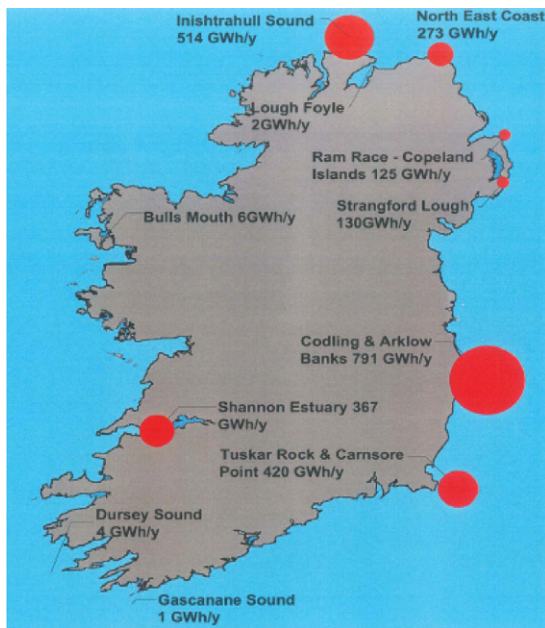 Inishtrahull Sound
514 GWh/y
North East Coast
273 GWh/y
Lough Foyle
2GWh/y
Ram Race - Copeland
Islands 125 GWh/y
Strangford Lough
130GWh/y
Bulls Mouth 6GWh/y
Codling & Arklow
Banks 791 GWh/y
Shannon Estuary 367
GWh/y
Tuskar Rock & Carnsore
Point 420 GWh/y
Dursey Sound
4 GWh/y
Gascanane Sound
1 GWh/y